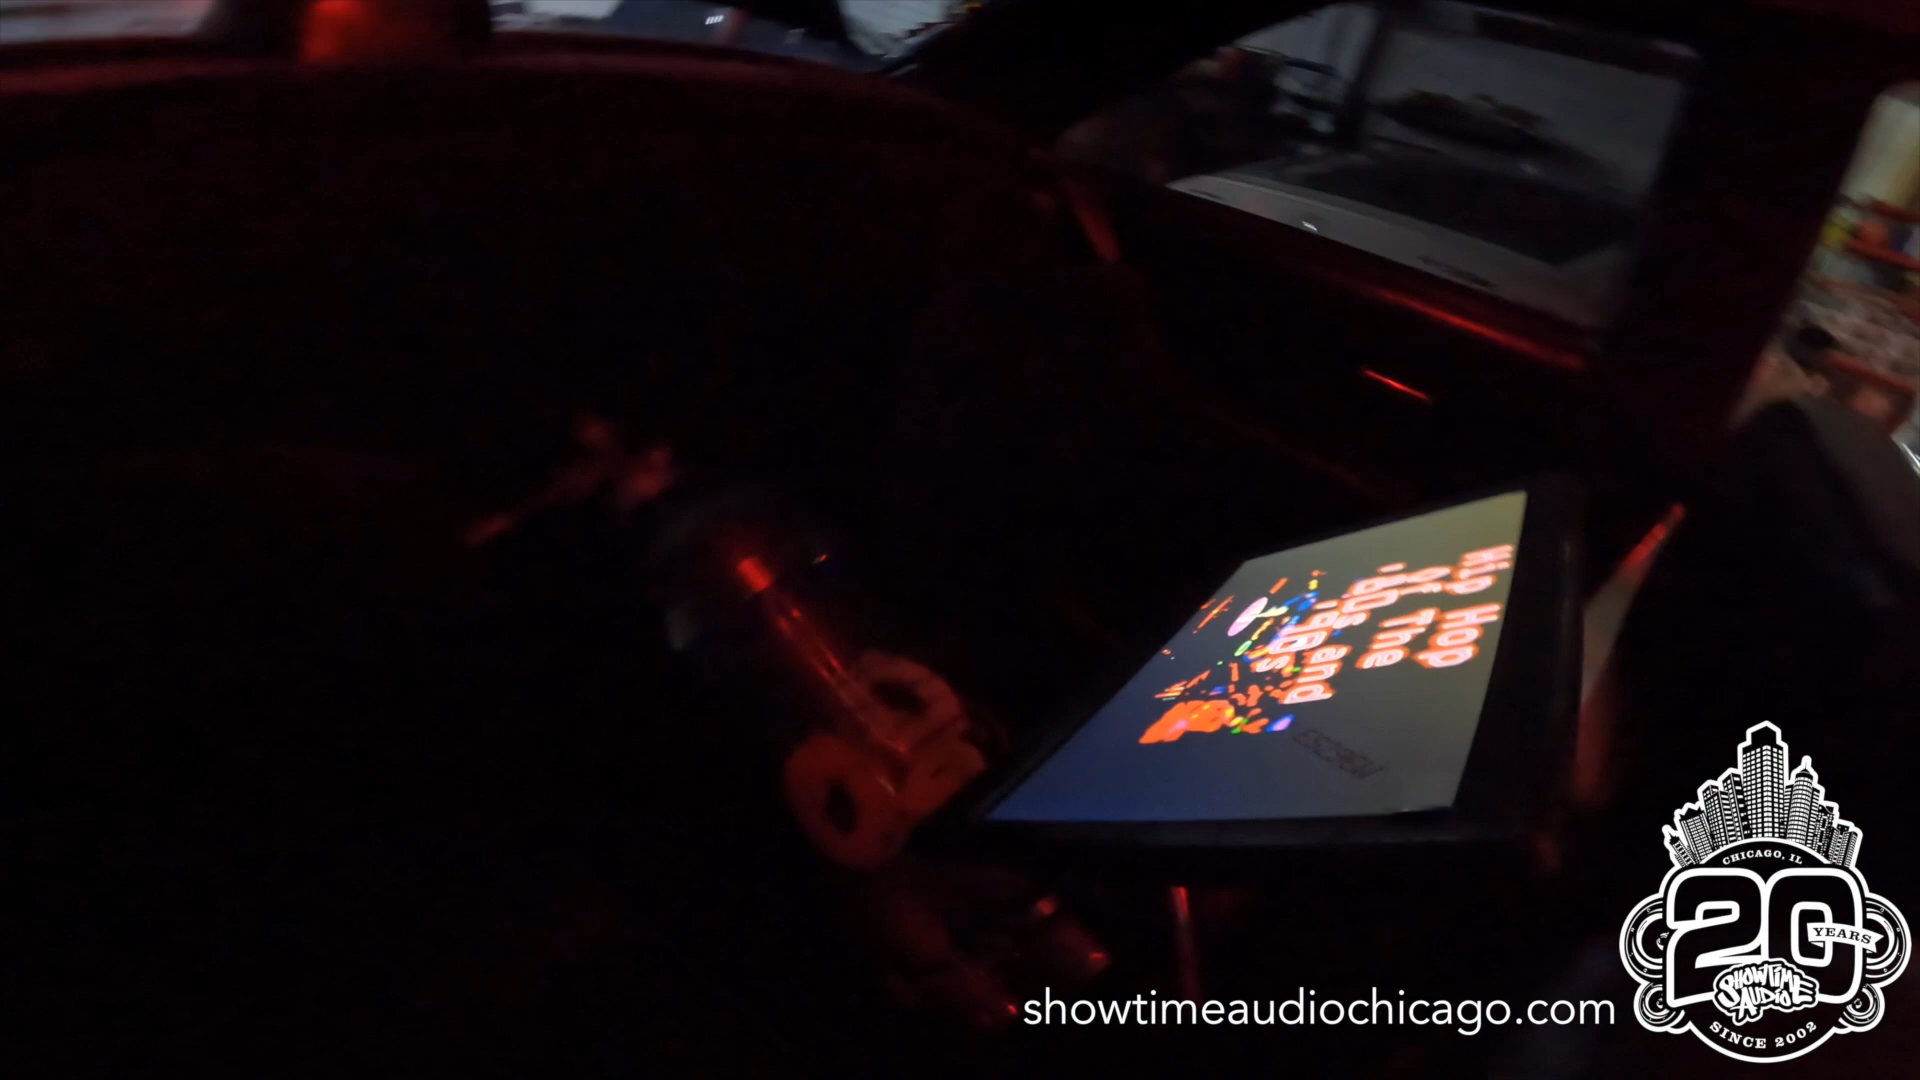 Hip Hop
Of The
'80s and
'90s
CHICAGO, IL
20
YEARS
SHOWTIME
AUDIO
SINCE 2002
showtimeaudiochicago.com